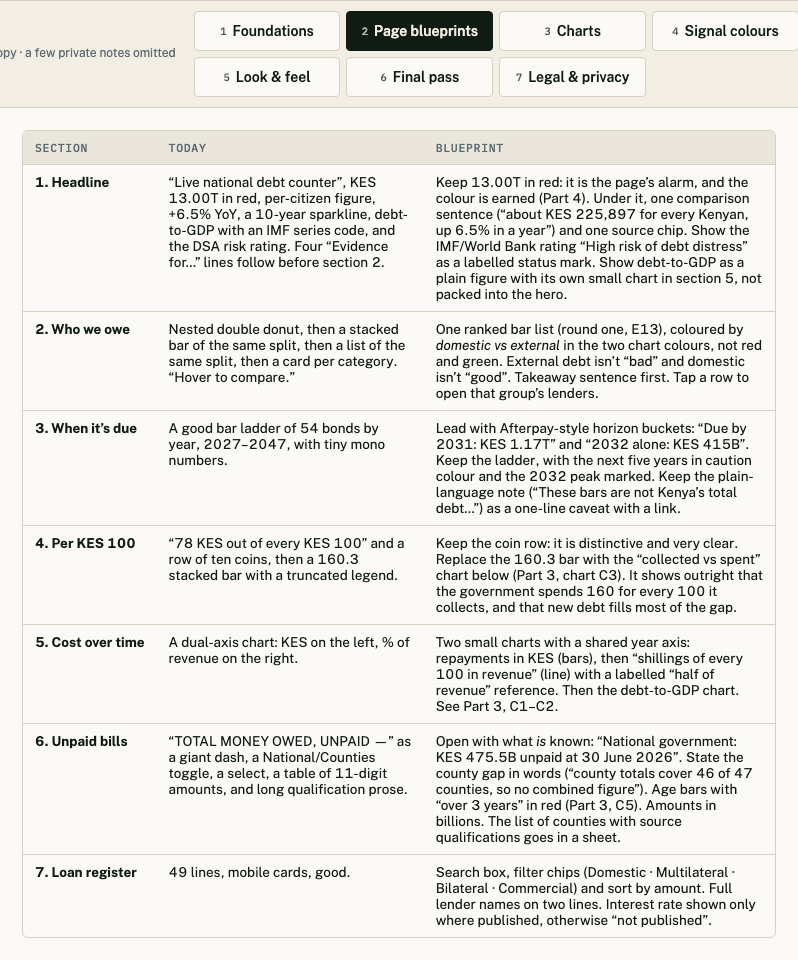 1 Foundations
2 Page blueprints
3 Charts
4 Signal colours
· a few private notes omitted
5 Look & feel
6 Final pass
7 Legal & privacy
SECTION
TODAY
BLUEPRINT
1. Headline
“Live national debt counter”, KES
13.00T in red, per-citizen figure,
+6.5% YoY, a 10-year sparkline, debt-
to-GDP with an IMF series code, and
the DSA risk rating. Four “Evidence
for…” lines follow before section 2.
Keep 13.00T in red: it is the page’s alarm, and the
colour is earned (Part 4). Under it, one comparison
sentence (“about KES 225,897 for every Kenyan,
up 6.5% in a year”) and one source chip. Show the
IMF/World Bank rating “High risk of debt distress”
as a labelled status mark. Show debt-to-GDP as a
plain figure with its own small chart in section 5, not
packed into the hero.
2. Who we owe
Nested double donut, then a stacked
bar of the same split, then a list of the
same split, then a card per category.
“Hover to compare.”
One ranked bar list (round one, E13), coloured by
domestic vs external in the two chart colours, not red
and green. External debt isn’t “bad” and domestic
isn’t “good”. Takeaway sentence first. Tap a row to
open that group’s lenders.
3. When it’s due
A good bar ladder of 54 bonds by
year, 2027–2047, with tiny mono
numbers.
Lead with Afterpay-style horizon buckets: “Due by
2031: KES 1.17T” and “2032 alone: KES 415B”.
Keep the ladder, with the next five years in caution
colour and the 2032 peak marked. Keep the plain-
language note (“These bars are not Kenya’s total
debt…”) as a one-line caveat with a link.
4. Per KES 100
“78 KES out of every KES 100” and a
row of ten coins, then a 160.3
stacked bar with a truncated legend.
Keep the coin row: it is distinctive and very clear.
Replace the 160.3 bar with the “collected vs spent”
chart below (Part 3, chart C3). It shows outright that
the government spends 160 for every 100 it
collects, and that new debt fills most of the gap.
5. Cost over time
A dual-axis chart: KES on the left, % of
revenue on the right.
Two small charts with a shared year axis:
repayments in KES (bars), then “shillings of every
100 in revenue” (line) with a labelled “half of
revenue” reference. Then the debt-to-GDP chart.
See Part 3, C1–C2.
6. Unpaid bills
“TOTAL MONEY OWED, UNPAID —” as
a giant dash, a National/Counties
toggle, a select, a table of 11-digit
amounts, and long qualification prose.
Open with what is known: “National government:
KES 475.5B unpaid at 30 June 2026”. State the
county gap in words (“county totals cover 46 of 47
counties, so no combined figure”). Age bars with
“over 3 years” in red (Part 3, C5). Amounts in
billions. The list of counties with source
qualifications goes in a sheet.
7. Loan register
49 lines, mobile cards, good.
Search box, filter chips (Domestic · Multilateral ·
Bilateral · Commercial) and sort by amount. Full
lender names on two lines. Interest rate shown only
where published, otherwise “not published”.